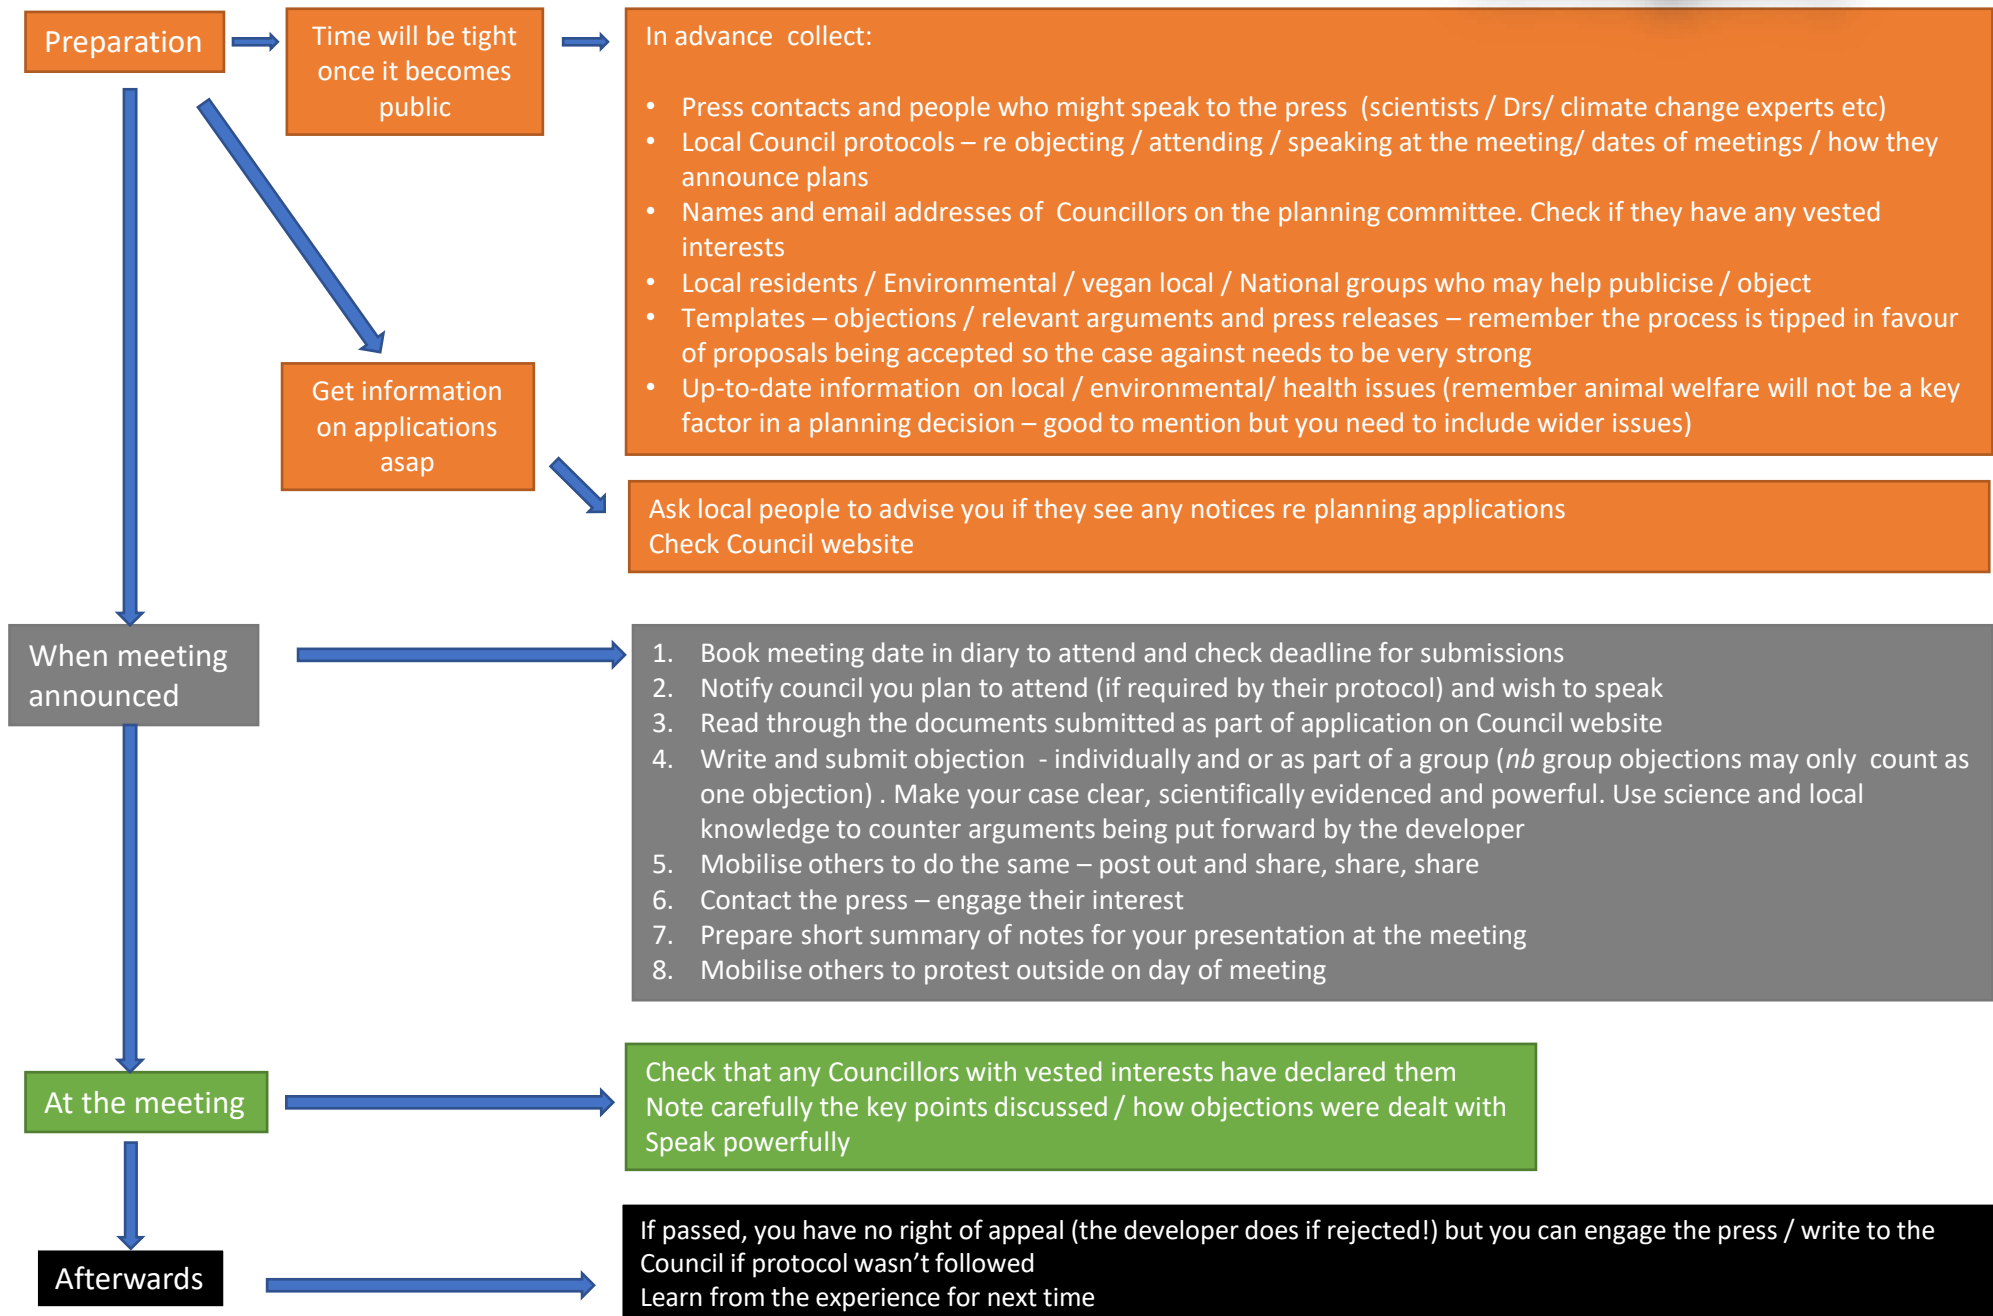 Preparation
Time will be tight
once it becomes
public
In advance  collect:
• Press contacts and people who might speak to the press  (scientists / Drs/ climate change experts etc)
• Local Council protocols – re objecting / attending / speaking at the meeting/ dates of meetings / how they
announce plans
• Names and email addresses of  Councillors on the planning committee. Check if they have any vested
interests
• Local residents / Environmental / vegan local / National groups who may help publicise / object
• Templates – objections / relevant arguments and press releases – remember the process is tipped in favour
of proposals being accepted so the case against needs to be very strong
• Up-to-date information  on local / environmental/ health issues (remember animal welfare will not be a key
factor in a planning decision – good to mention but you need to include wider issues)
Get information
on applications
asap
Ask local people to advise you if they see any notices re planning applications
Check Council website
When meeting
announced
1. Book meeting date in diary to attend and check deadline for submissions
2. Notify council you plan to attend (if required by their protocol) and wish to speak
3. Read through the documents submitted as part of application on Council website
4. Write and submit objection  - individually and or as part of a group (nb group objections may only  count as
one objection) . Make your case clear, scientifically evidenced and powerful. Use science and local
knowledge to counter arguments being put forward by the developer
5. Mobilise others to do the same – post out and share, share, share
6. Contact the press – engage their interest
7. Prepare short summary of notes for your presentation at the meeting
8. Mobilise others to protest outside on day of meeting
At the meeting
Check that any Councillors with vested interests have declared them
Note carefully the key points discussed / how objections were dealt with
Speak powerfully
Afterwards
If passed, you have no right of appeal (the developer does if rejected!) but you can engage the press / write to the
Council if protocol wasn't followed
Learn from the experience for next time